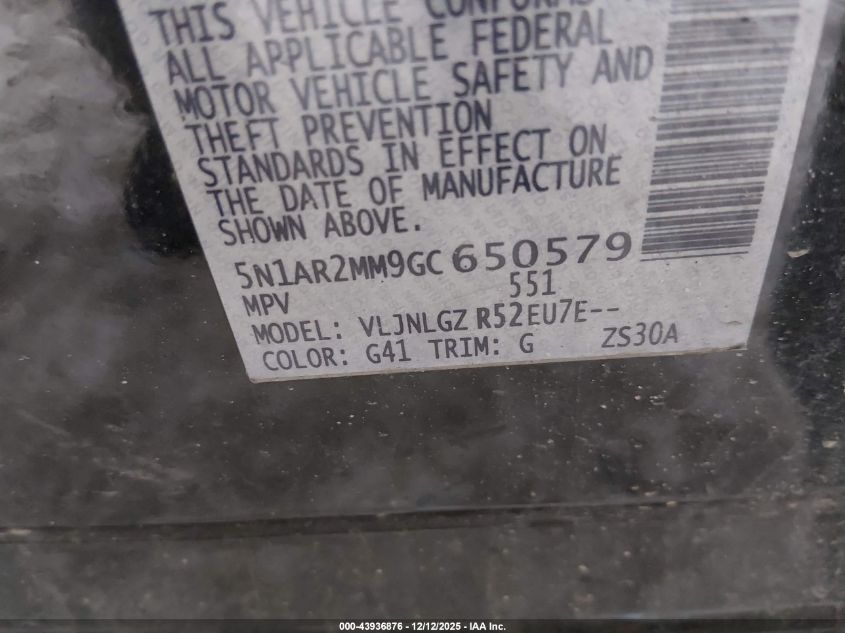 THIS VEHICLE CONFORMS
ALL APPLICABLE FEDERAL
MOTOR VEHICLE SAFETY AND
THEFT PREVENTION
STANDARDS IN EFFECT ON
THE DATE OF MANUFACTURE
SHOWN ABOVE.
5N1AR2MM9GC650579
MPV 551
MODEL: VLJNLGZ R52EU7E--
COLOR: G41 TRIM: G ZS30A
000-43936876 - 12/12/2025 - IAA Inc.